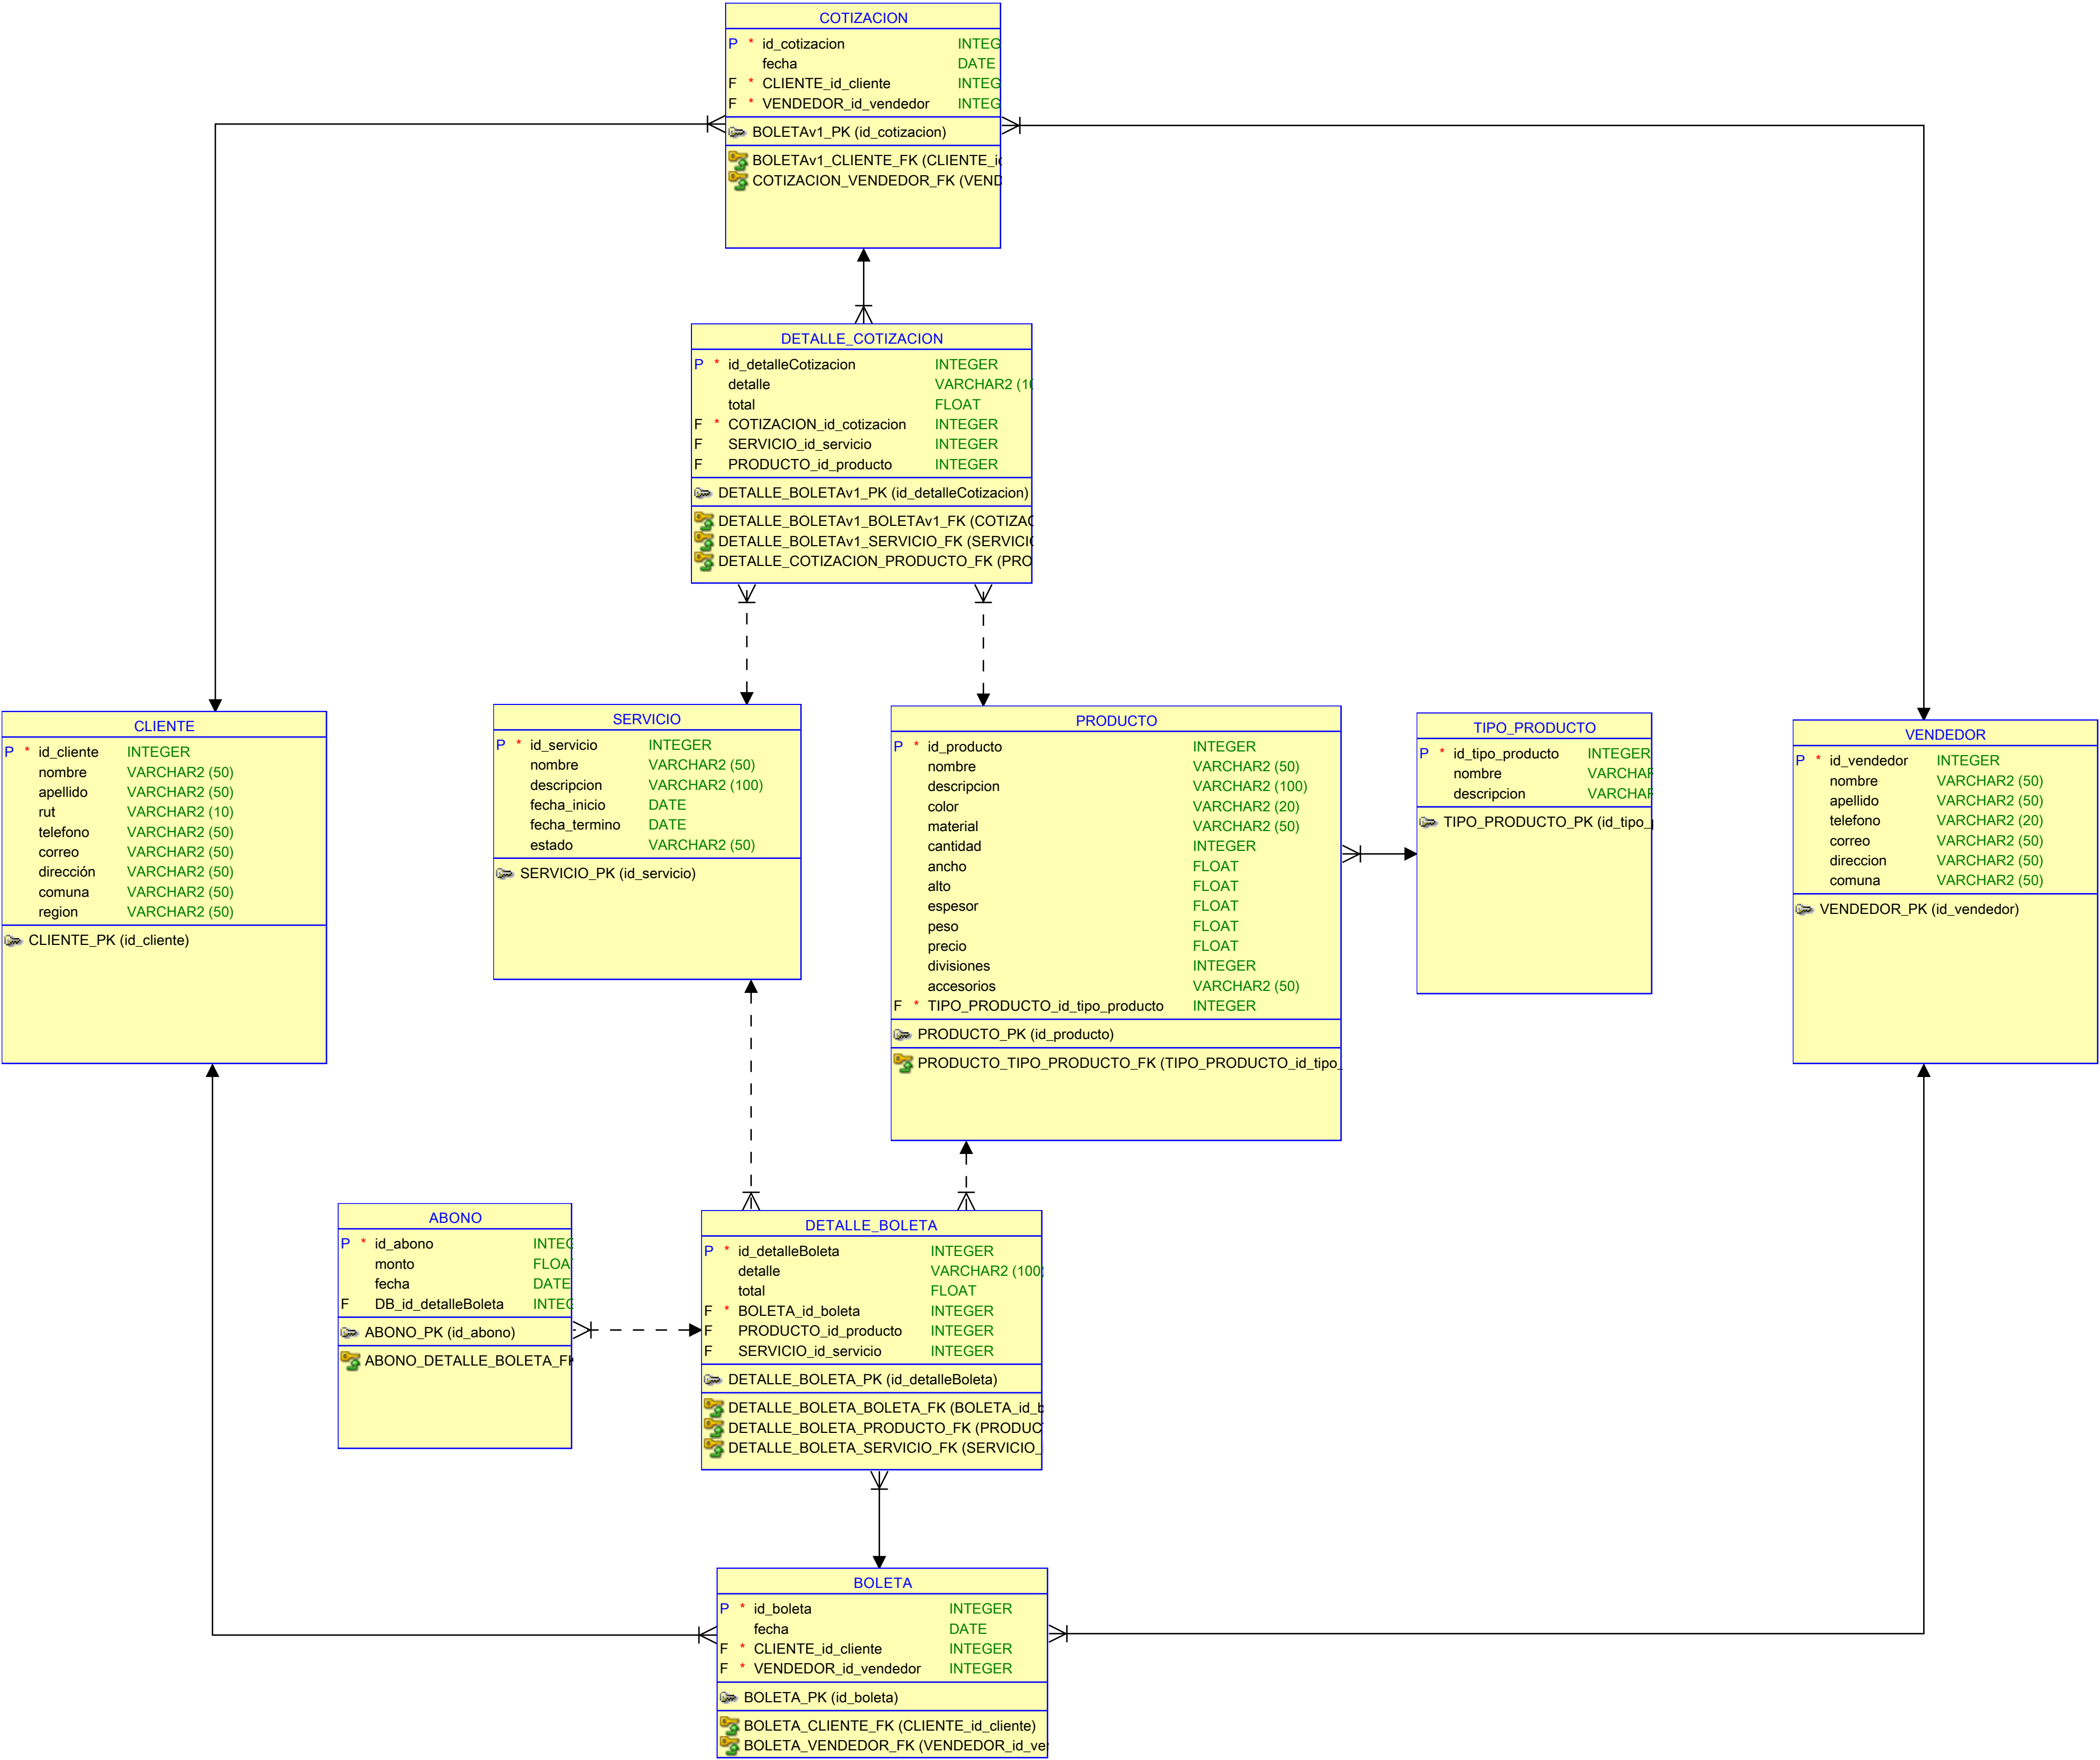 COTIZACION
P * id_cotizacion INTEG
fecha DATE
F * CLIENTE_id_cliente INTEG
F * VENDEDOR_id_vendedor INTEG
BOLETAv1_PK (id_cotizacion)
BOLETAv1_CLIENTE_FK (CLIENTE_i
COTIZACION_VENDEDOR_FK (VEND
DETALLE_COTIZACION
P * id_detalleCotizacion INTEGER
detalle VARCHAR2 (10
total FLOAT
F * COTIZACION_id_cotizacion INTEGER
F SERVICIO_id_servicio INTEGER
F PRODUCTO_id_producto INTEGER
DETALLE_BOLETAv1_PK (id_detalleCotizacion)
DETALLE_BOLETAv1_BOLETAv1_FK (COTIZAC
DETALLE_BOLETAv1_SERVICIO_FK (SERVICI
DETALLE_COTIZACION_PRODUCTO_FK (PRO
CLIENTE
P * id_cliente INTEGER
nombre VARCHAR2 (50)
apellido VARCHAR2 (50)
rut VARCHAR2 (10)
telefono VARCHAR2 (50)
correo VARCHAR2 (50)
dirección VARCHAR2 (50)
comuna VARCHAR2 (50)
region VARCHAR2 (50)
CLIENTE_PK (id_cliente)
SERVICIO
P * id_servicio INTEGER
nombre VARCHAR2 (50)
descripcion VARCHAR2 (100)
fecha_inicio DATE
fecha_termino DATE
estado VARCHAR2 (50)
SERVICIO_PK (id_servicio)
PRODUCTO
P * id_producto INTEGER
nombre VARCHAR2 (50)
descripcion VARCHAR2 (100)
color VARCHAR2 (20)
material VARCHAR2 (50)
cantidad INTEGER
ancho FLOAT
alto FLOAT
espesor FLOAT
peso FLOAT
precio FLOAT
divisiones INTEGER
accesorios VARCHAR2 (50)
F * TIPO_PRODUCTO_id_tipo_producto INTEGER
PRODUCTO_PK (id_producto)
PRODUCTO_TIPO_PRODUCTO_FK (TIPO_PRODUCTO_id_tipo_
TIPO_PRODUCTO
P * id_tipo_producto INTEGER
nombre VARCHAR
descripcion VARCHAR
TIPO_PRODUCTO_PK (id_tipo_
VENDEDOR
P * id_vendedor INTEGER
nombre VARCHAR2 (50)
apellido VARCHAR2 (50)
telefono VARCHAR2 (20)
correo VARCHAR2 (50)
direccion VARCHAR2 (50)
comuna VARCHAR2 (50)
VENDEDOR_PK (id_vendedor)
ABONO
P * id_abono INTEG
monto FLOA
fecha DATE
F DB_id_detalleBoleta INTEG
ABONO_PK (id_abono)
ABONO_DETALLE_BOLETA_FK
DETALLE_BOLETA
P * id_detalleBoleta INTEGER
detalle VARCHAR2 (100)
total FLOAT
F * BOLETA_id_boleta INTEGER
F PRODUCTO_id_producto INTEGER
F SERVICIO_id_servicio INTEGER
DETALLE_BOLETA_PK (id_detalleBoleta)
DETALLE_BOLETA_BOLETA_FK (BOLETA_id_b
DETALLE_BOLETA_PRODUCTO_FK (PRODUC
DETALLE_BOLETA_SERVICIO_FK (SERVICIO_
BOLETA
P * id_boleta INTEGER
fecha DATE
F * CLIENTE_id_cliente INTEGER
F * VENDEDOR_id_vendedor INTEGER
BOLETA_PK (id_boleta)
BOLETA_CLIENTE_FK (CLIENTE_id_cliente)
BOLETA_VENDEDOR_FK (VENDEDOR_id_ve